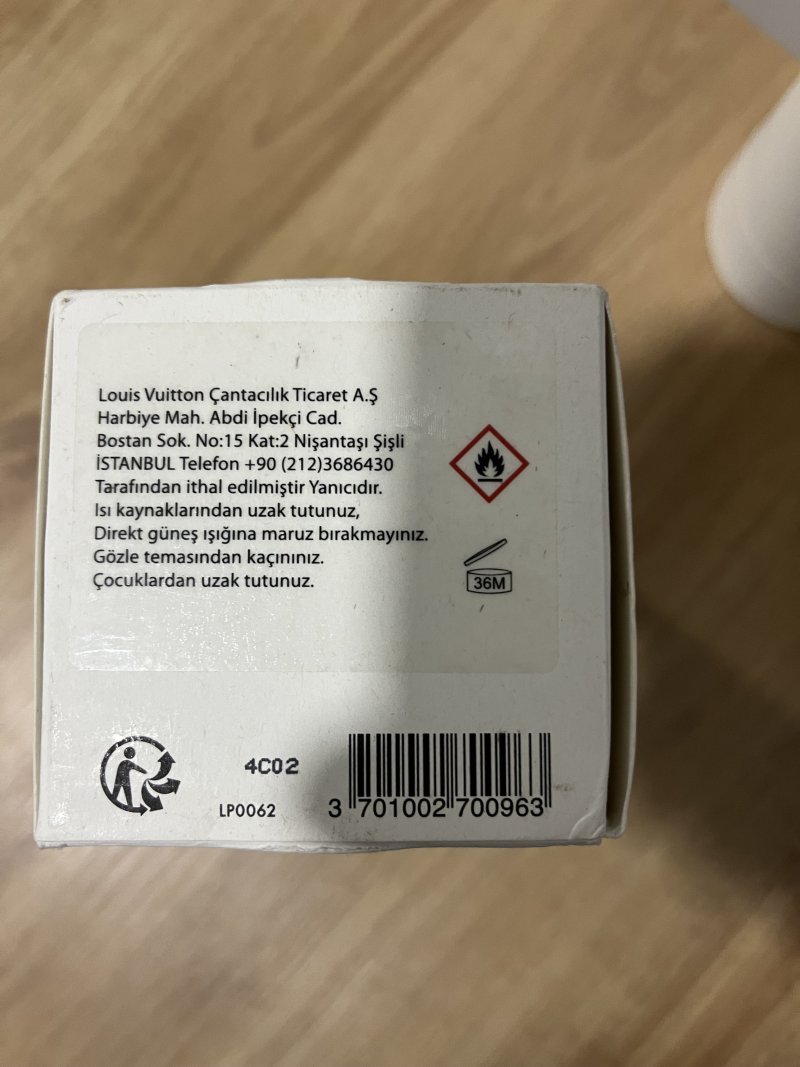 Louis Vuitton Çantacılık Ticaret A.Ş
Harbiye Mah. Abdi İpekçi Cad.
Bostan Sok. No:15 Kat:2 Nişantaşı Şişli
İSTANBUL Telefon +90 (212)3686430
Tarafından ithal edilmiştir Yanıcıdır.
Isı kaynaklarından uzak tutunuz,
Direkt güneş ışığına maruz bırakmayınız.
Gözle temasından kaçınınız.
Çocuklardan uzak tutunuz.
36M
4C02
LP0062
3 701002 700963